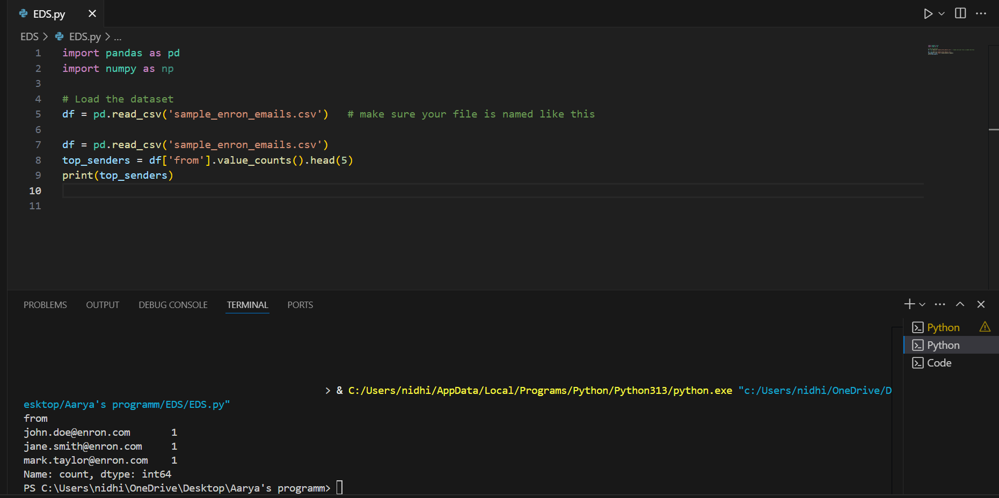 EDS.py
EDS > EDS.py > ...
1 import pandas as pd
2 import numpy as np
3
4 # Load the dataset
5 df = pd.read_csv('sample_enron_emails.csv')   # make sure your file is named like this
6
7 df = pd.read_csv('sample_enron_emails.csv')
8 top_senders = df['from'].value_counts().head(5)
9 print(top_senders)
10
11
PROBLEMS OUTPUT DEBUG CONSOLE TERMINAL PORTS
Python
Python
Code
> & C:/Users/nidhi/AppData/Local/Programs/Python/Python313/python.exe "c:/Users/nidhi/OneDrive/D
esktop/Aarya's programm/EDS/EDS.py"
from
john.doe@enron.com       1
jane.smith@enron.com     1
mark.taylor@enron.com    1
Name: count, dtype: int64
PS C:\Users\nidhi\OneDrive\Desktop\Aarya's programm>